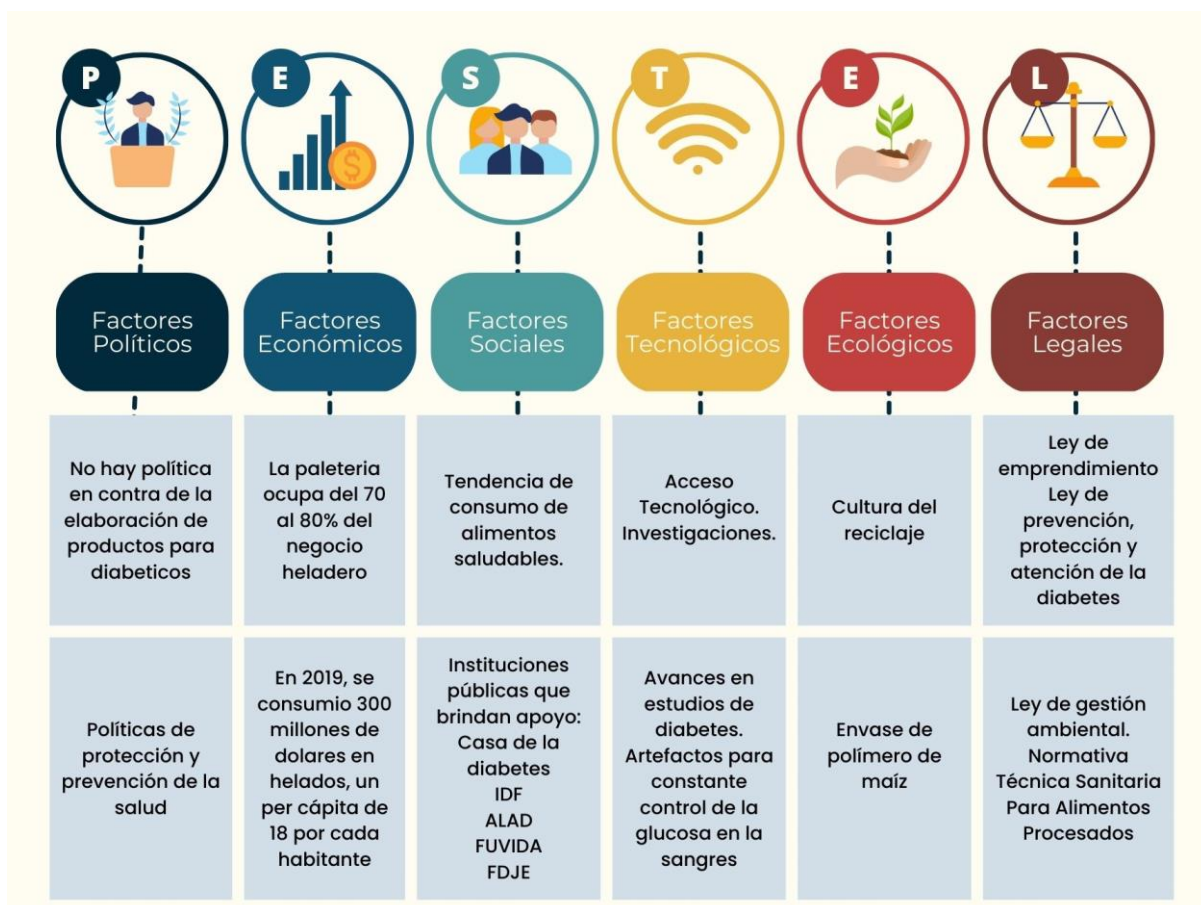 P
E
S
T
E
L
Factores
Políticos
Factores
Económicos
Factores
Sociales
Factores
Tecnológicos
Factores
Ecológicos
Factores
Legales
No hay política
en contra de la
elaboración de
productos para
diabeticos
La paleteria
ocupa del 70
al 80% del
negocio
heladero
Tendencia de
consumo de
alimentos
saludables.
Acceso
Tecnológico.
Investigaciones.
Cultura del
reciclaje
Ley de
emprendimiento
Ley de
prevención,
protección y
atención de la
diabetes
Políticas de
protección y
prevención de la
salud
En 2019, se
consumio 300
millones de
dolares en
helados, un
per cápita de
18 por cada
habitante
Instituciones
públicas que
brindan apoyo:
Casa de la
diabetes
IDF
ALAD
FUVIDA
FDJE
Avances en
estudios de
diabetes.
Artefactos para
constante
control de la
glucosa en la
sangres
Envase de
polímero de
maíz
Ley de gestión
ambiental.
Normativa
Técnica Sanitaria
Para Alimentos
Procesados